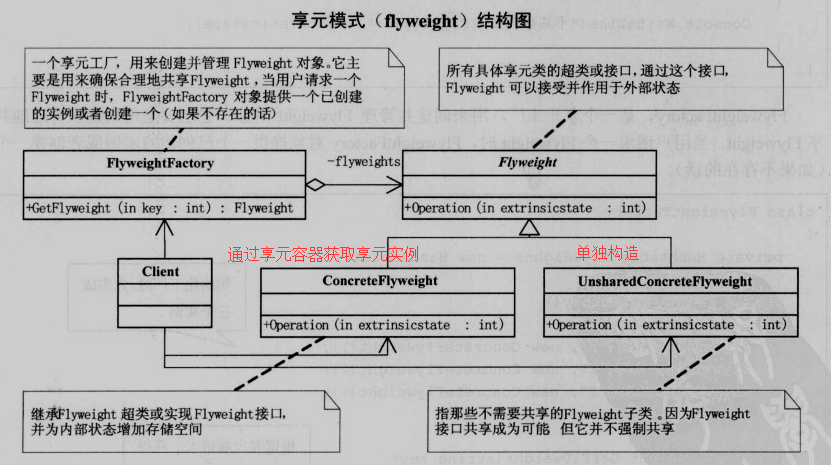 享元模式（flyweight）结构图
一个享元工厂，用来创建并管理 Flyweight 对象。它主
要是用来确保合理地共享Flyweight，当用户请求一个
Flyweight 时，FlyweightFactory 对象提供一个已创建
的实例或者创建一个（如果不存在的话）
所有具体享元类的超类或接口，通过这个接口，
Flyweight 可以接受并作用于外部状态
FlyweightFactory
-flyweights
Flyweight
+GetFlyweight(in key : int) : Flyweight
+Operation(in extrinsicstate : int)
通过享元容器获取享元实例
单独构造
Client
ConcreteFlyweight
UnsharedConcreteFlyweight
+Operation(in extrinsicstate : int)
+Operation(in extrinsicstate : int)
继承Flyweight 超类或实现Flyweight接口，
并为内部状态增加存储空间
指那些不需要共享的Flyweight子类。因为Flyweight
接口共享成为可能 但它并不强制共享